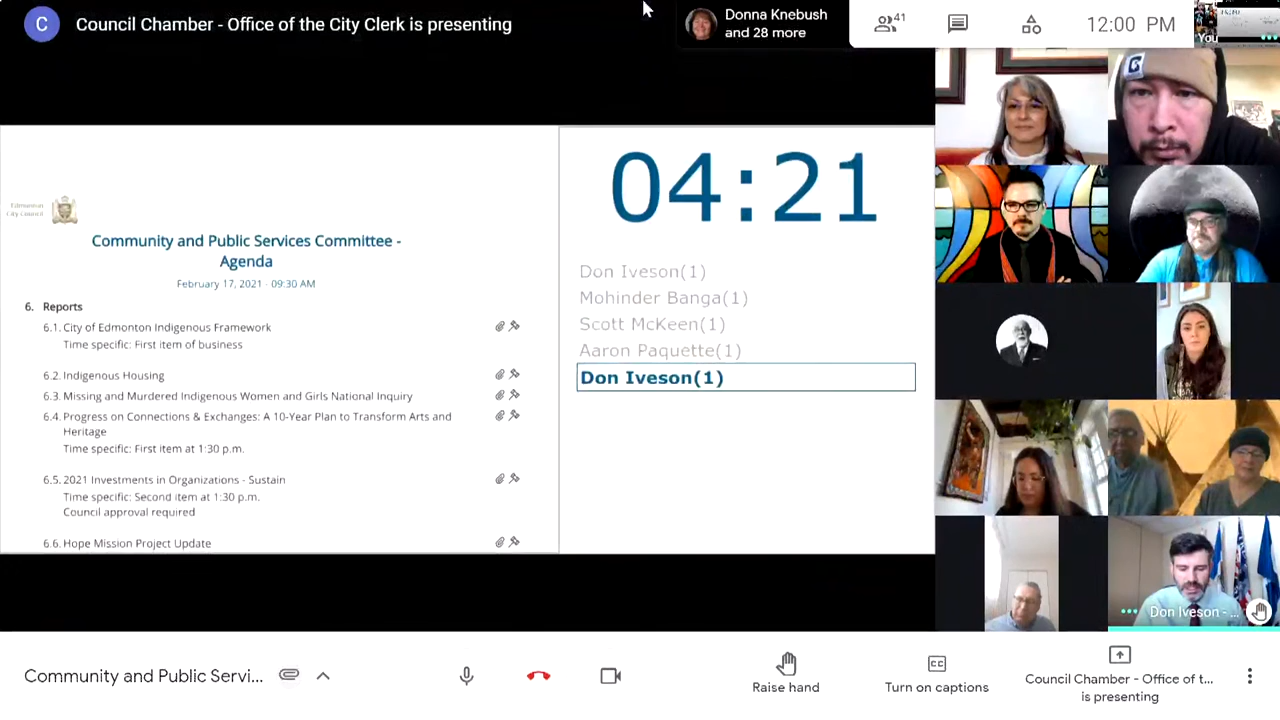 C
Council Chamber - Office of the City Clerk is presenting
Donna Knebush
and 28 more
41
12:00 PM
You
Edmonton
City Council
Community and Public Services Committee -
Agenda
February 17, 2021 - 09:30 AM
6. Reports
6.1. City of Edmonton Indigenous Framework
Time specific: First item of business
6.2. Indigenous Housing
6.3. Missing and Murdered Indigenous Women and Girls National Inquiry
6.4. Progress on Connections & Exchanges: A 10-Year Plan to Transform Arts and
Heritage
Time specific: First item at 1:30 p.m.
6.5. 2021 Investments in Organizations - Sustain
Time specific: Second item at 1:30 p.m.
Council approval required
6.6. Hope Mission Project Update
04:21
Don Iveson(1)
Mohinder Banga(1)
Scott McKeen(1)
Aaron Paquette(1)
Don Iveson(1)
Don Iveson - ...
Community and Public Servi...
Raise hand
CC
Turn on captions
Council Chamber - Office of t...
is presenting